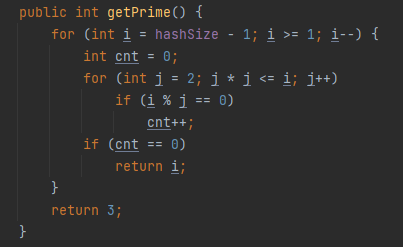 public int getPrime() {
    for (int i = hashSize - 1; i >= 1; i--) {
        int cnt = 0;
        for (int j = 2; j * j <= i; j++)
            if (i % j == 0)
                cnt++;
        if (cnt == 0)
            return i;
    }
    return 3;
}